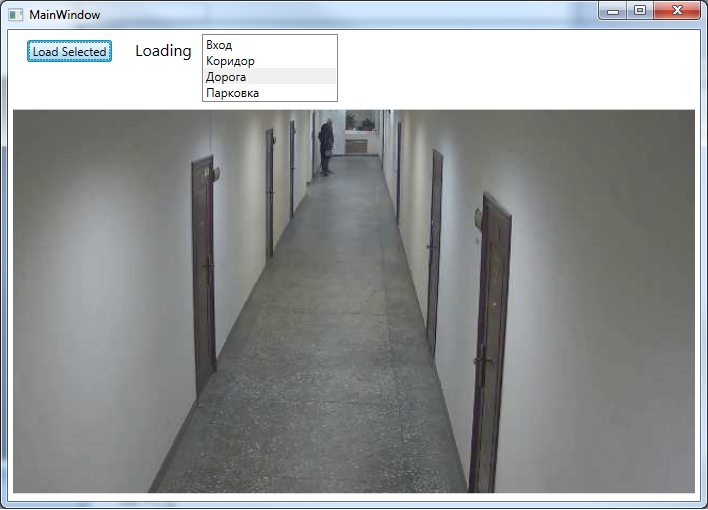 MainWindow
Load Selected
Loading
Вход
Коридор
Дорога
Парковка